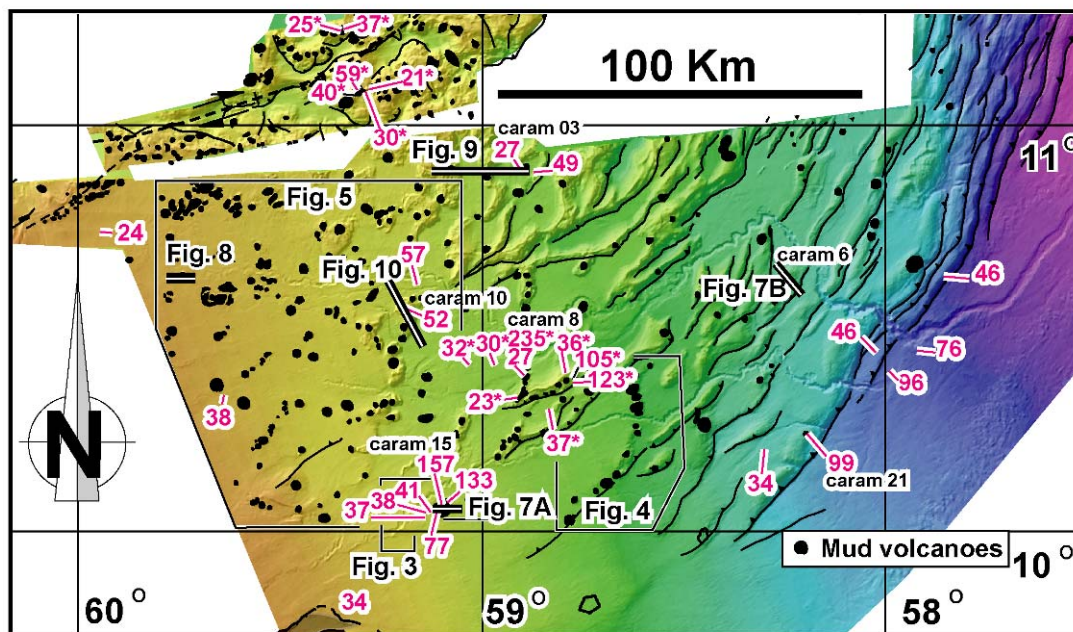 25* 37*
100 Km
59* 21*
40*
30*
caram 03
Fig. 9 27 49
11 o
Fig. 5
24
Fig. 8
57
Fig. 10
caram 6
Fig. 7B
46
caram 10
52
caram 8
235* 36*
32* 30* 27 105*
123*
46
76
96
23*
38
37*
N
caram 15
157
41 133
38
37
Fig. 7A
77
Fig. 4
34
99
caram 21
Fig. 3
Mud volcanoes
10 o
34
60 o
59 o
58 o